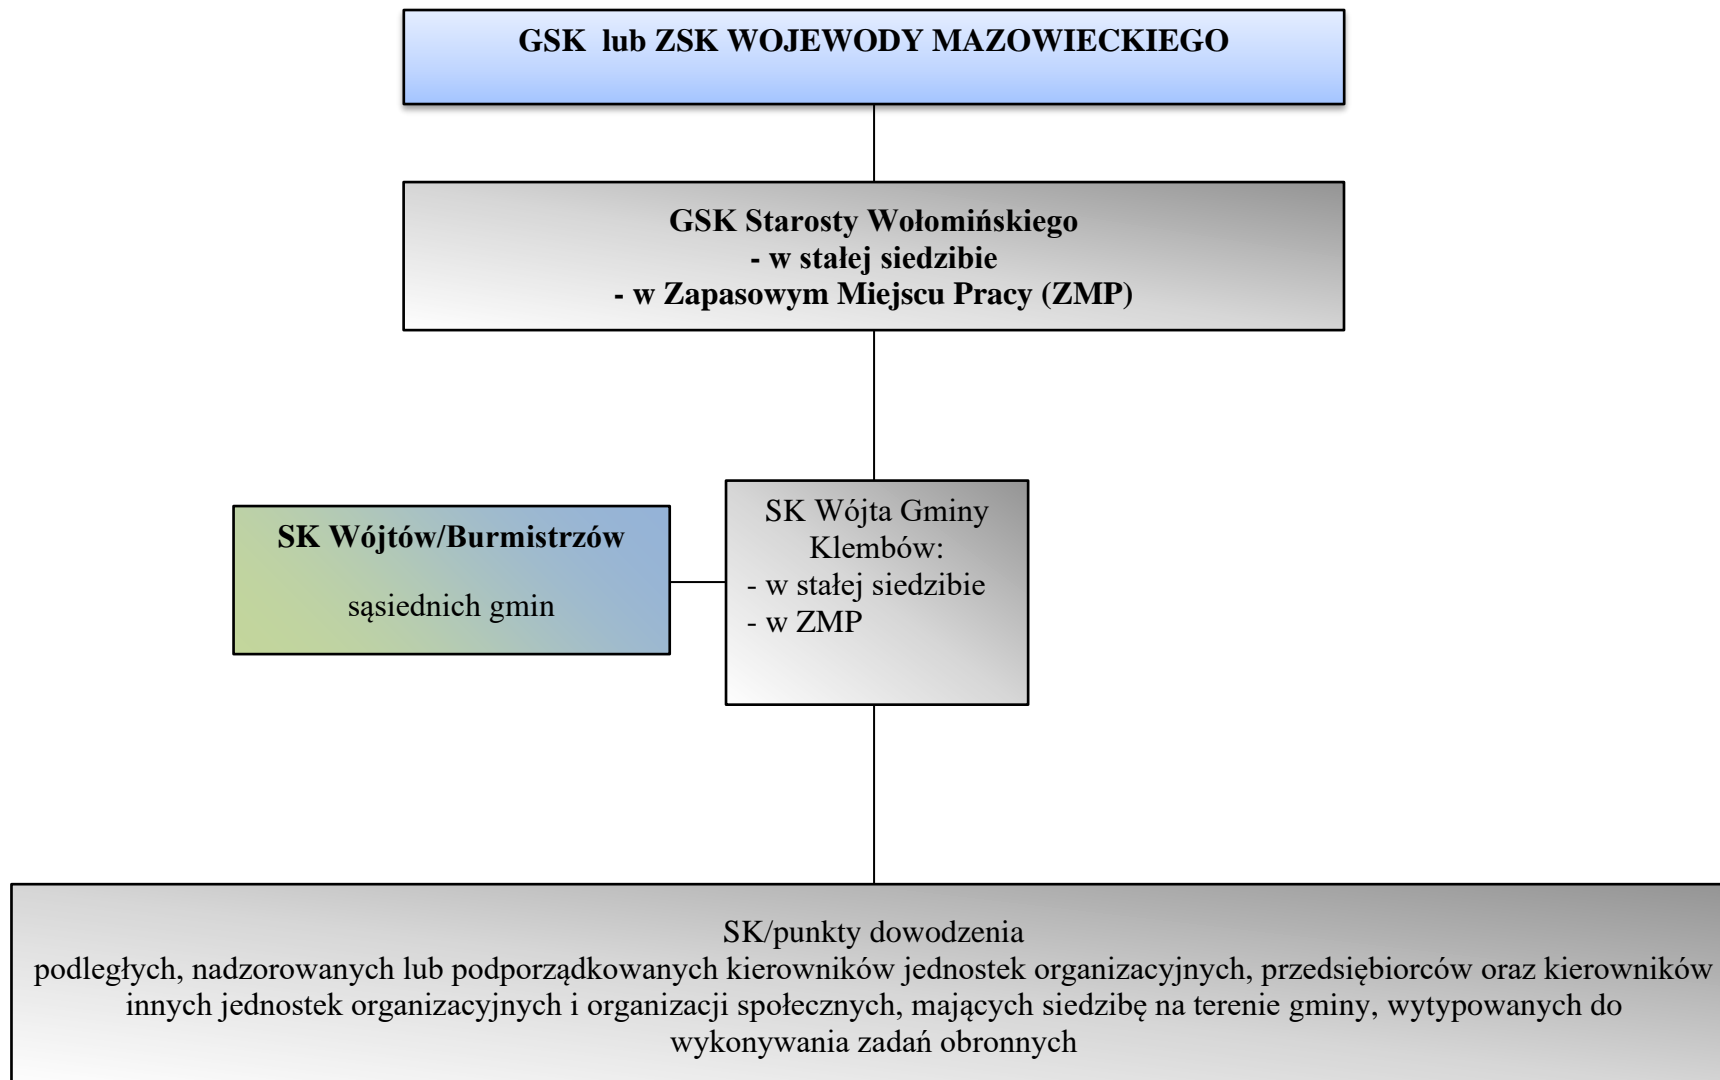 GSK lub ZSK WOJEWODY MAZOWIECKIEGO
GSK Starosty Wołomińskiego
- w stałej siedzibie
- w Zapasowym Miejscu Pracy (ZMP)
SK Wójtów/Burmistrzów
sąsiednich gmin
SK Wójta Gminy
Klembów:
- w stałej siedzibie
- w ZMP
SK/punkty dowodzenia
podległych, nadzorowanych lub podporządkowanych kierowników jednostek organizacyjnych, przedsiębiorców oraz kierowników
innych jednostek organizacyjnych i organizacji społecznych, mających siedzibę na terenie gminy, wytypowanych do
wykonywania zadań obronnych